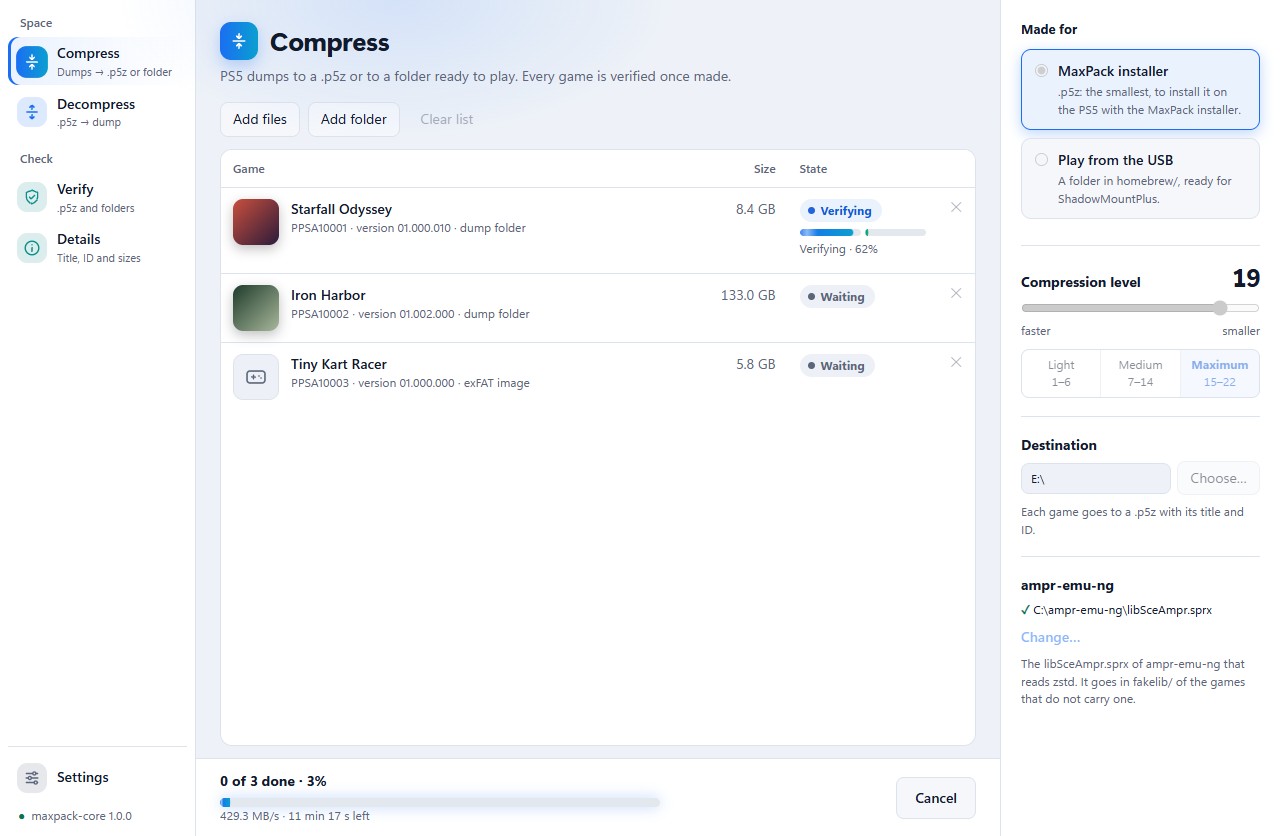 Space
Compress
Dumps → .p5z or folder
Decompress
.p5z → dump
Check
Verify
.p5z and folders
Details
Title, ID and sizes
Settings
maxpack-core 1.0.0
Compress
PS5 dumps to a .p5z or to a folder ready to play. Every game is verified once made.
Add files
Add folder
Clear list
Game
Size
State
Starfall Odyssey
PPSA10001 · version 01.000.010 · dump folder
8.4 GB
Verifying
Verifying · 62%
Iron Harbor
PPSA10002 · version 01.002.000 · dump folder
133.0 GB
Waiting
Tiny Kart Racer
PPSA10003 · version 01.000.000 · exFAT image
5.8 GB
Waiting
0 of 3 done · 3%
429.3 MB/s · 11 min 17 s left
Cancel
Made for
MaxPack installer
.p5z: the smallest, to install it on
the PS5 with the MaxPack installer.
Play from the USB
A folder in homebrew/, ready for
ShadowMountPlus.
Compression level
19
faster
smaller
Light
1–6
Medium
7–14
Maximum
15–22
Destination
E:\
Choose...
Each game goes to a .p5z with its title and
ID.
ampr-emu-ng
✓ C:\ampr-emu-ng\libSceAmpr.sprx
Change...
The libSceAmpr.sprx of ampr-emu-ng that
reads zstd. It goes in fakelib/ of the games
that do not carry one.